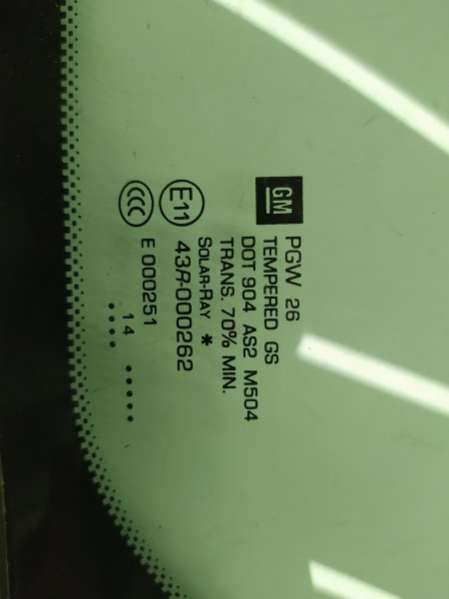 GM
PGW 26
TEMPERED GS
DOT 904 AS2 M504
TRANS. 70% MIN.
SOLAR-RAY *
E11 43R-000262
CCC E 000251
.... 14 .....